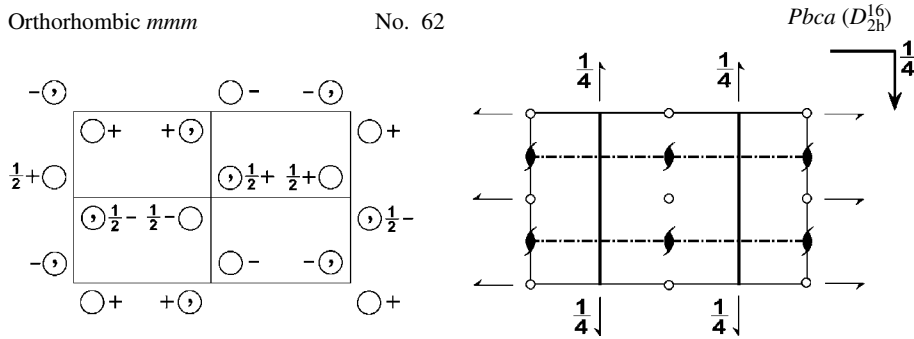 Orthorhombic mmm No. 62 Pbca (D₂ₕ¹⁶)
-, - -,
+ +, +
1/2+ , 1/2+ 1/2+
, 1/2- 1/2- , 1/2-
-, - -,
+ +, +
1/4 1/4 1/4
1/4 1/4